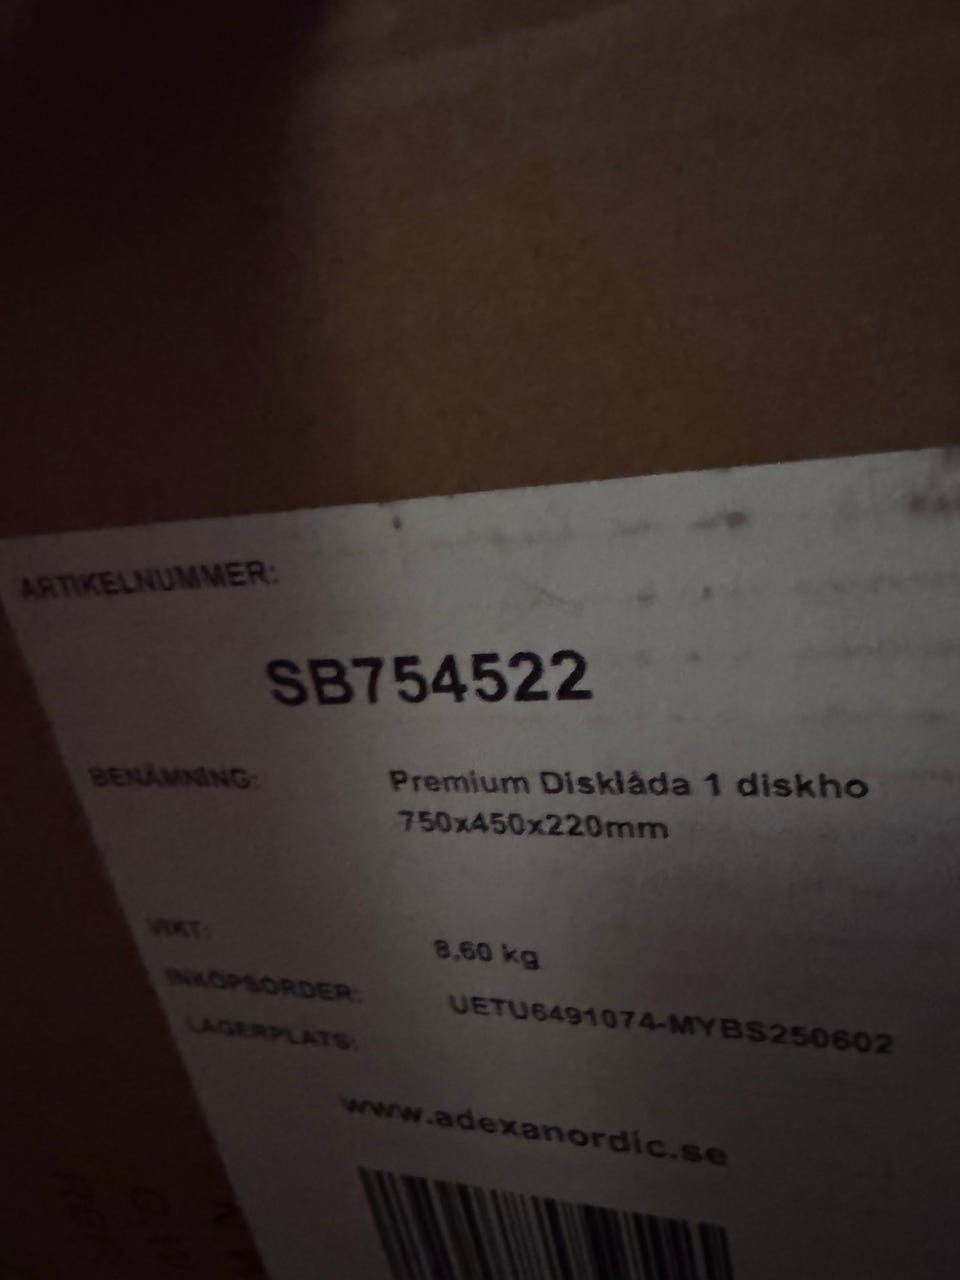 ARTIKELNUMMER:
SB754522
BENÄMNING: Premium Disklåda 1 diskho
750x450x220mm
VIKT: 8,60 kg
INKÖPSORDER: UETU6491074-MYBS250602
LAGERPLATS:
www.adexanordic.se